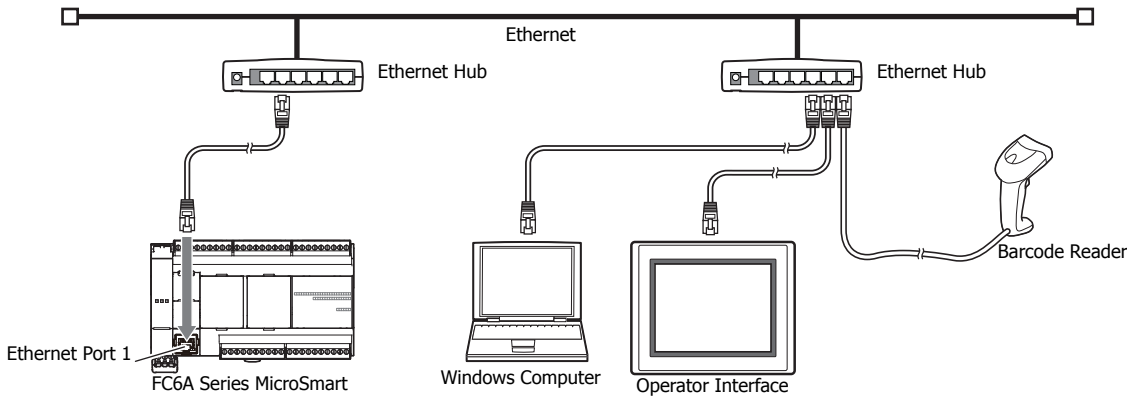 Ethernet
Ethernet Hub
Ethernet Hub
Barcode Reader
Ethernet Port 1
FC6A Series MicroSmart
Windows Computer
Operator Interface